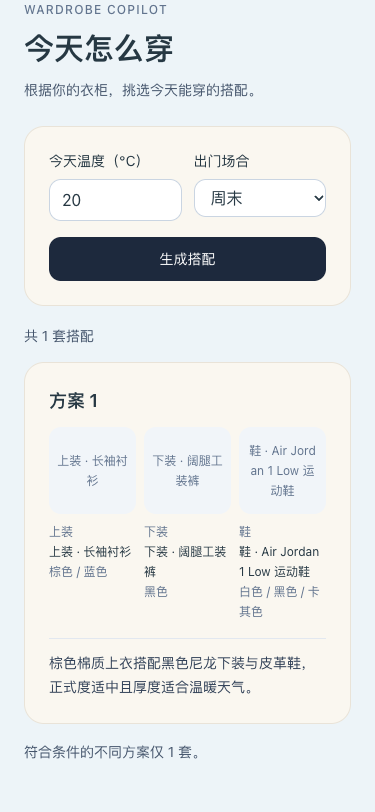 WARDROBE COPILOT
今天怎么穿
根据你的衣柜，挑选今天能穿的搭配。
今天温度（°C）
出门场合
20
周末
生成搭配
共 1 套搭配
方案 1
上装 · 长袖衬
衫
下装 · 阔腿工
装裤
鞋 · Air Jord
an 1 Low 运
动鞋
上装
上装 · 长袖衬衫
棕色 / 蓝色
下装
下装 · 阔腿工装
裤
黑色
鞋
鞋 · Air Jordan
1 Low 运动鞋
白色 / 黑色 / 卡
其色
棕色棉质上衣搭配黑色尼龙下装与皮革鞋，
正式度适中且厚度适合温暖天气。
符合条件的不同方案仅 1 套。